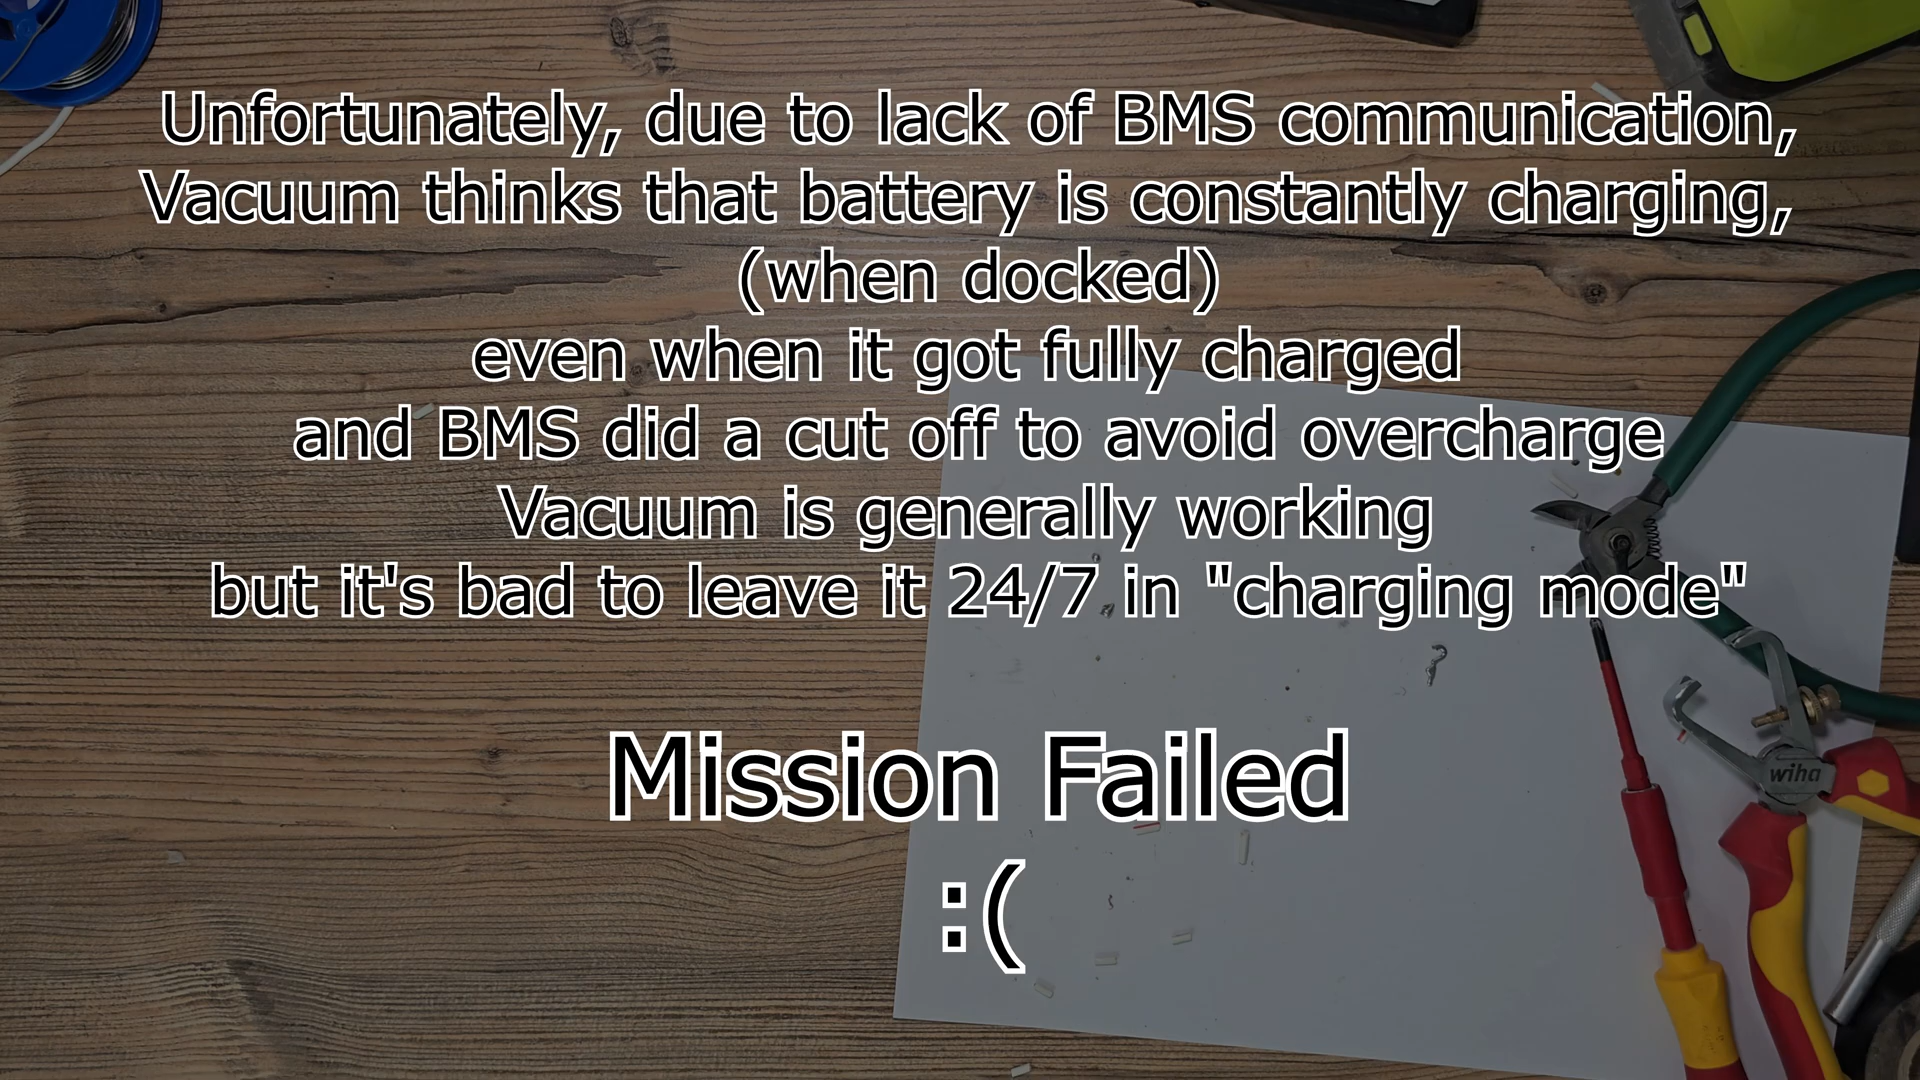 Unfortunately, due to lack of BMS communication,
Vacuum thinks that battery is constantly charging,
(when docked)
even when it got fully charged
and BMS did a cut off to avoid overcharge
Vacuum is generally working
but it's bad to leave it 24/7 in "charging mode"
Mission Failed
:(
wiha